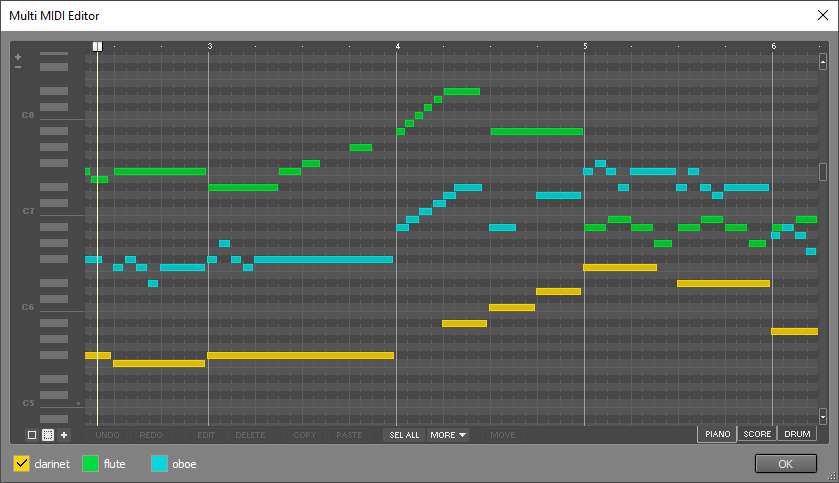 Multi MIDI Editor
3 4 5 6
C8
C7
C6
C5
UNDO REDO EDIT DELETE COPY PASTE SEL ALL MORE MOVE PIANO SCORE DRUM
clarinet flute oboe OK